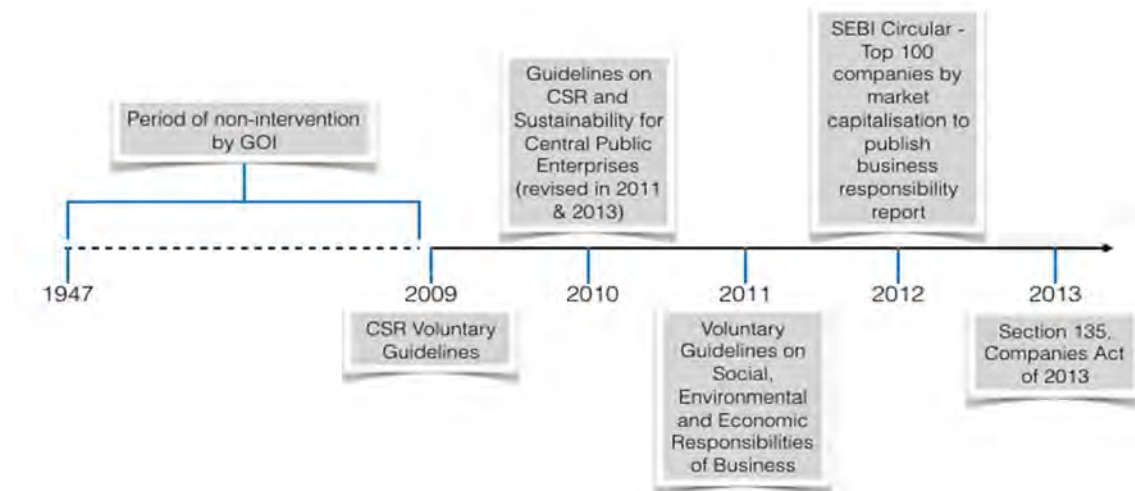 Period of non-intervention
by GOI
Guidelines on
CSR and
Sustainability for
Central Public
Enterprises
(revised in 2011
& 2013)
SEBI Circular -
Top 100
companies by
market
capitalisation to
publish
business
responsibility
report
1947
2009
2010
2011
2012
2013
CSR Voluntary
Guidelines
Voluntary
Guidelines on
Social,
Environmental
and Economic
Responsibilities
of Business
Section 135,
Companies Act
of 2013